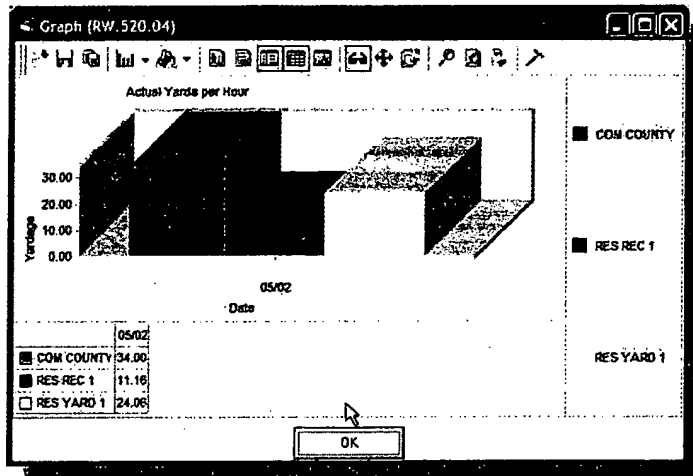 Graph (RW.520.04)
Actual Yards per Hour
COM COUNTY
RES REC 1
RES YARD 1
Yardage
30.00
20.00
10.00
0.00
05/02
Date
05/02
COM COUNTY 34.00
RES REC 1 11.16
RES YARD 1 24.06
OK